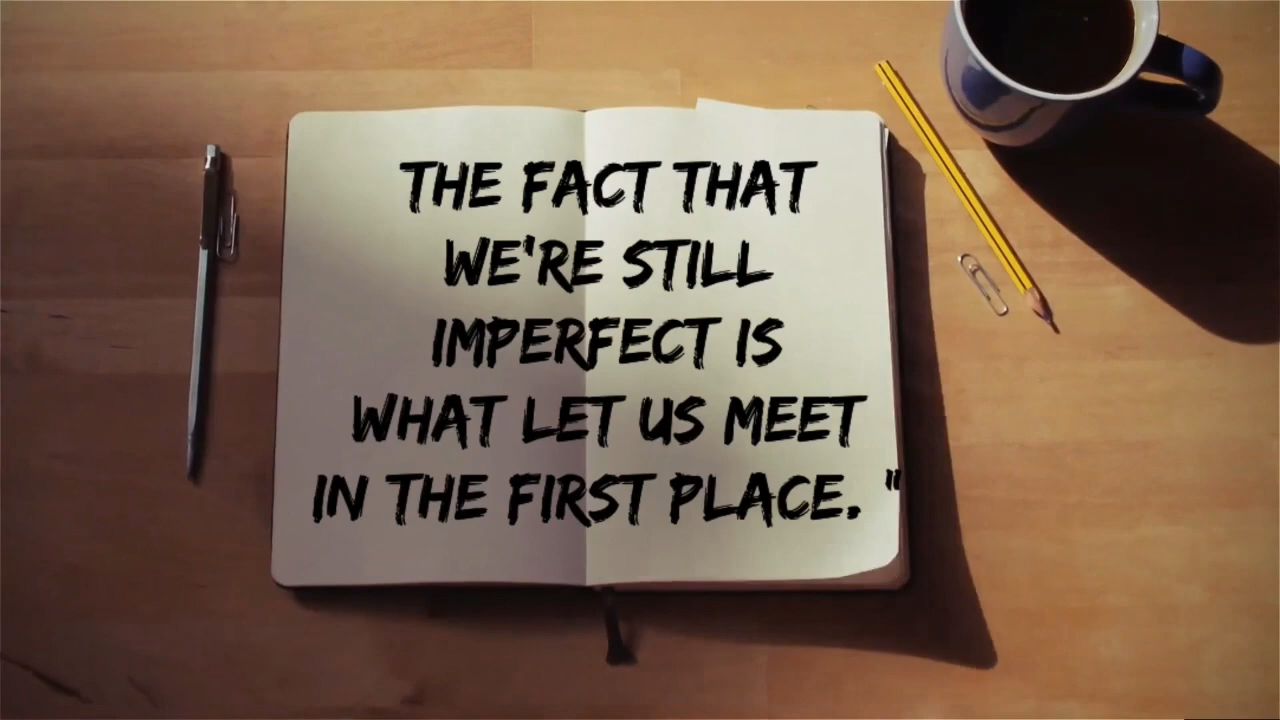 THE FACT THAT
WE'RE STILL
IMPERFECT IS
WHAT LET US MEET
IN THE FIRST PLACE. "